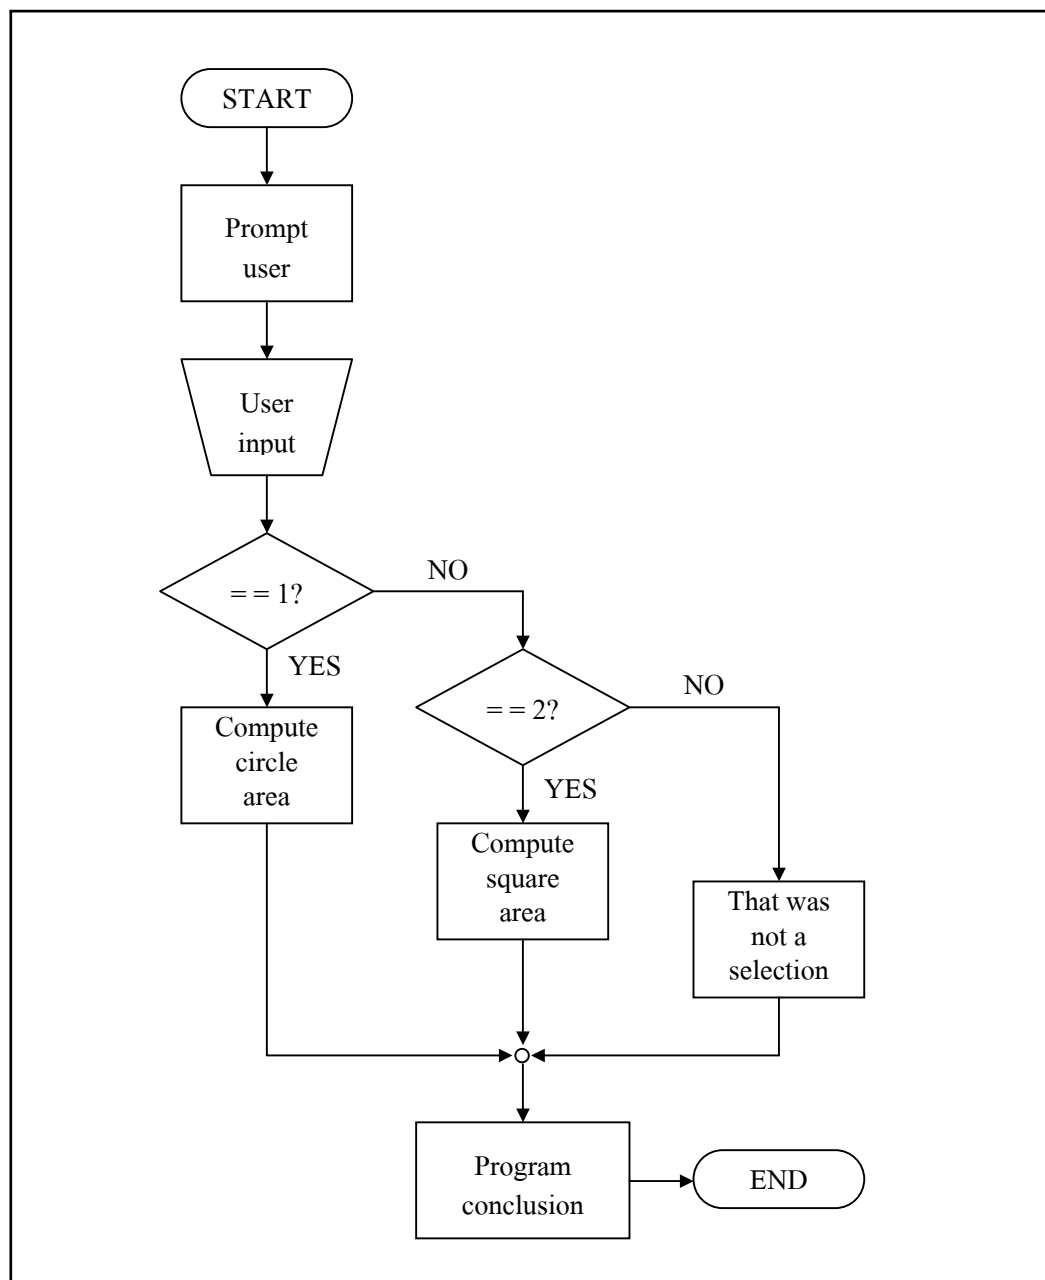 START
Prompt
user
User
input
= = 1?
NO
YES
Compute
circle
area
= = 2?
NO
YES
Compute
square
area
That was
not a
selection
Program
conclusion
END